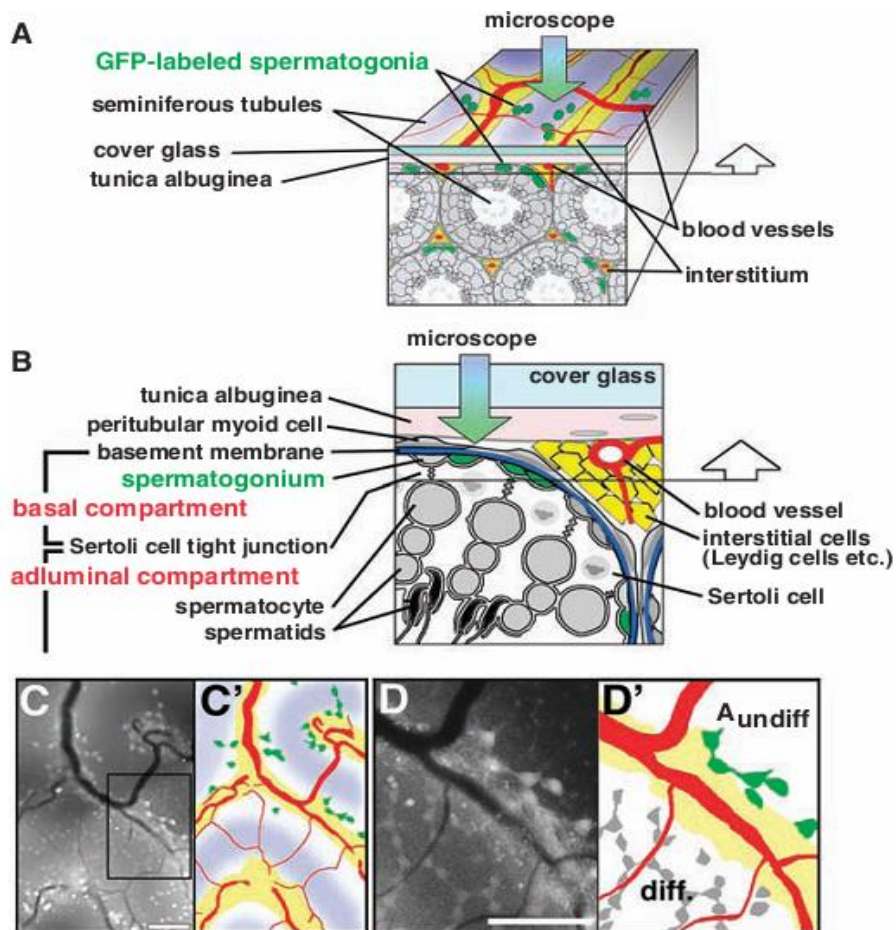 A
microscope
GFP-labeled spermatogonia
seminiferous tubules
cover glass
tunica albuginea
blood vessels
interstitium
B
microscope
cover glass
tunica albuginea
peritubular myoid cell
basement membrane
spermatogonium
basal compartment
Sertoli cell tight junction
adluminal compartment
spermatocyte
spermatids
blood vessel
interstitial cells
(Leydig cells etc.)
Sertoli cell
C
C'
D
D'
Aundiff
diff.